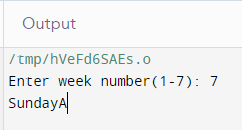 Output
/tmp/hVeFd6SAEs.o
Enter week number(1-7): 7
SundayA